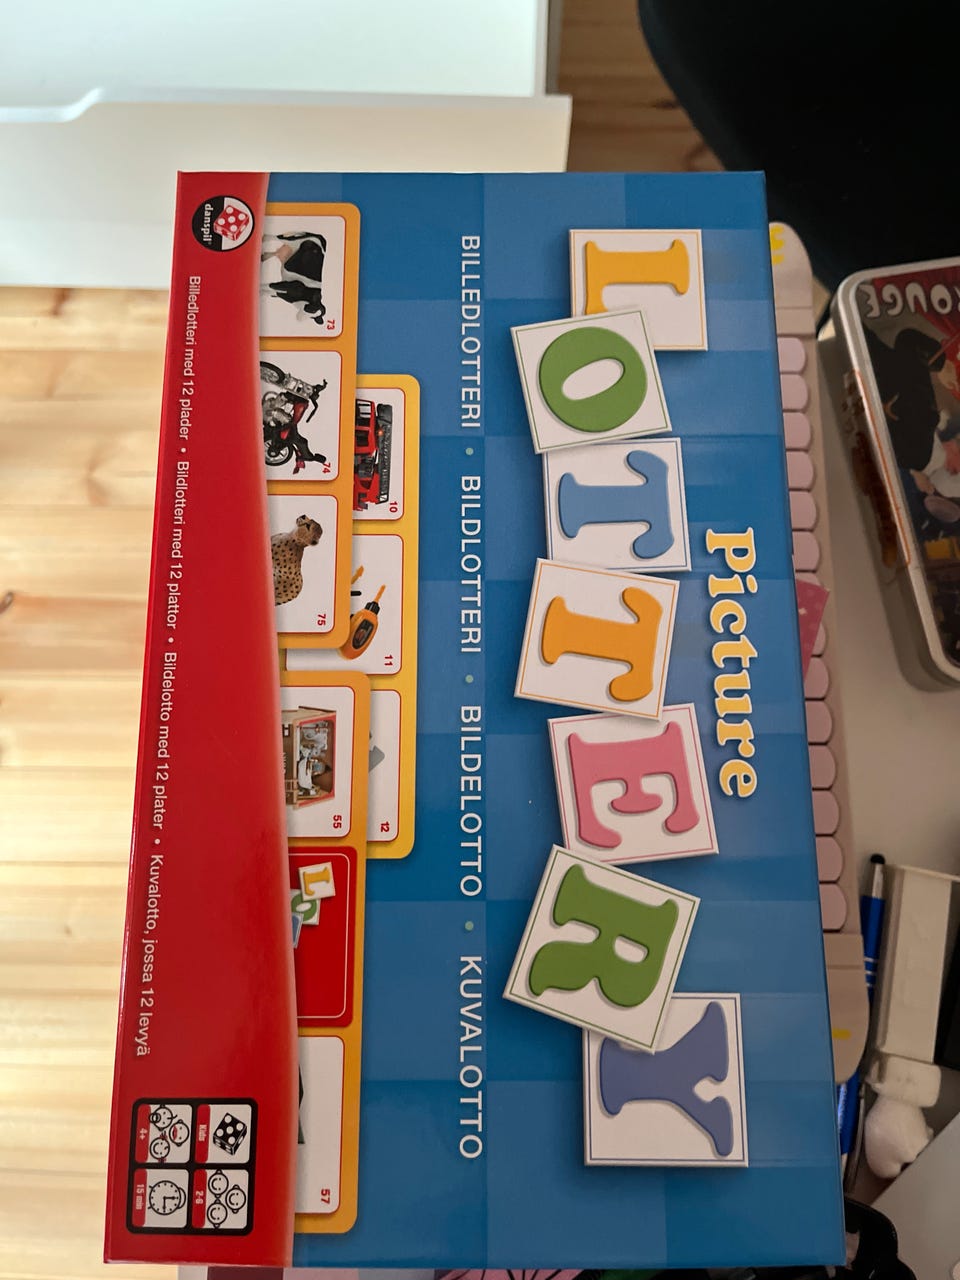 Picture
LOTTERY
BILLEDLOTTERI • BILDLOTTERI • BILDELOTTO • KUVALOTTO
10
11
12
73
74
75
55
LO
57
danspil
Billedlotteri med 12 plader • Bildlotteri med 12 plattor • Bildelotto med 12 plater • Kuvalotto, jossa 12 levyä
Kids
2-6
4+
15 min
ROUGE